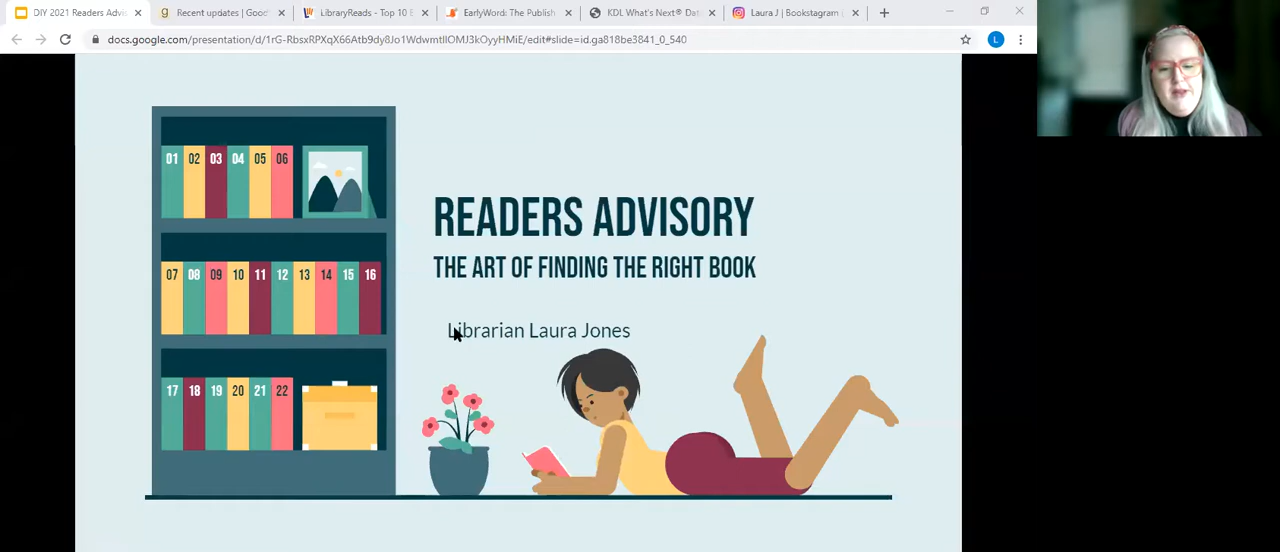 DIY 2021 Readers Advis
Recent updates | Good
LibraryReads - Top 10 B
EarlyWord: The Publish
KDL What's Next® Dat
Laura J | Bookstagram (
docs.google.com/presentation/d/1rG-RbsxRPXqX66Atb9dy8Jo1WdwmtIlOMJ3kOyyHMiE/edit#slide=id.ga818be3841_0_540
L
01 02 03 04 05 06
READERS ADVISORY
THE ART OF FINDING THE RIGHT BOOK
07 08 09 10 11 12 13 14 15 16
Librarian Laura Jones
17 18 19 20 21 22